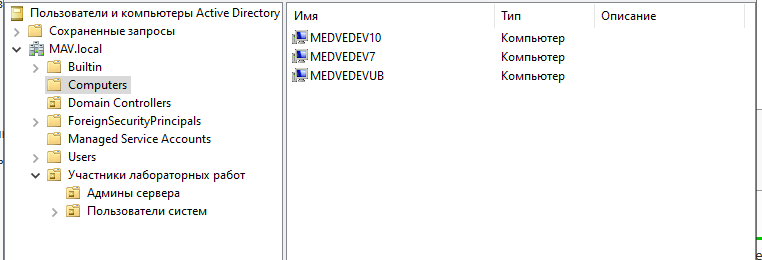 Пользователи и компьютеры Active Directory
Сохраненные запросы
MAV.local
Builtin
Computers
Domain Controllers
ForeignSecurityPrincipals
Managed Service Accounts
Users
Участники лабораторных работ
Админы сервера
Пользователи систем
Имя Тип Описание
MEDVEDEV10 Компьютер
MEDVEDEV7 Компьютер
MEDVEDEVUB Компьютер